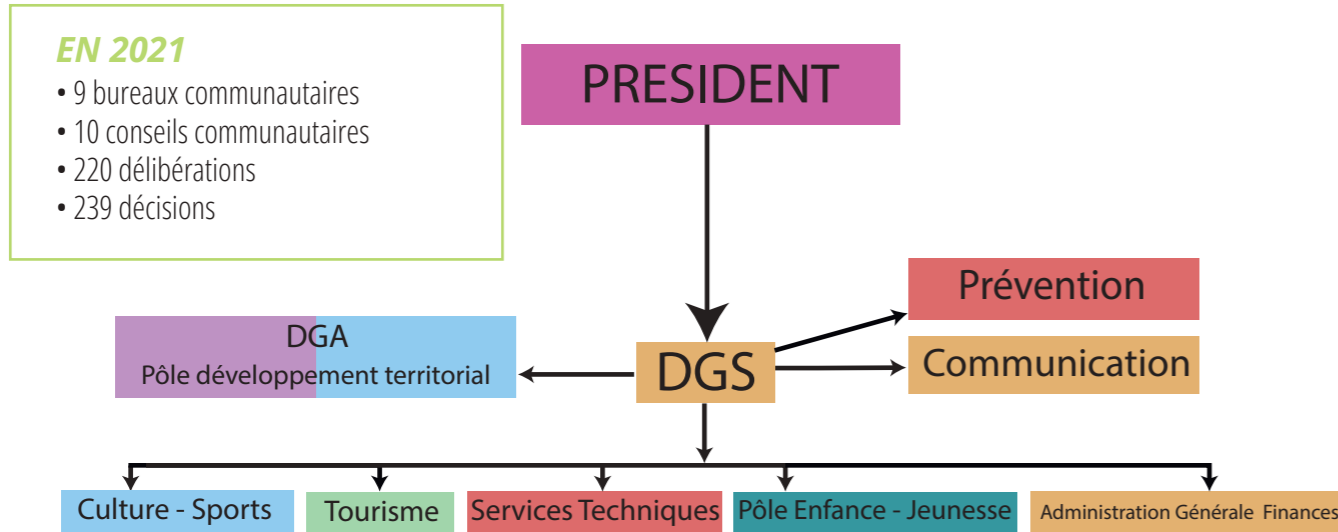 EN 2021
• 9 bureaux communautaires
• 10 conseils communautaires
• 220 délibérations
• 239 décisions
PRESIDENT
Prévention
DGA
Pôle développement territorial
DGS
Communication
Culture - Sports
Tourisme
Services Techniques
Pôle Enfance - Jeunesse
Administration Générale Finances